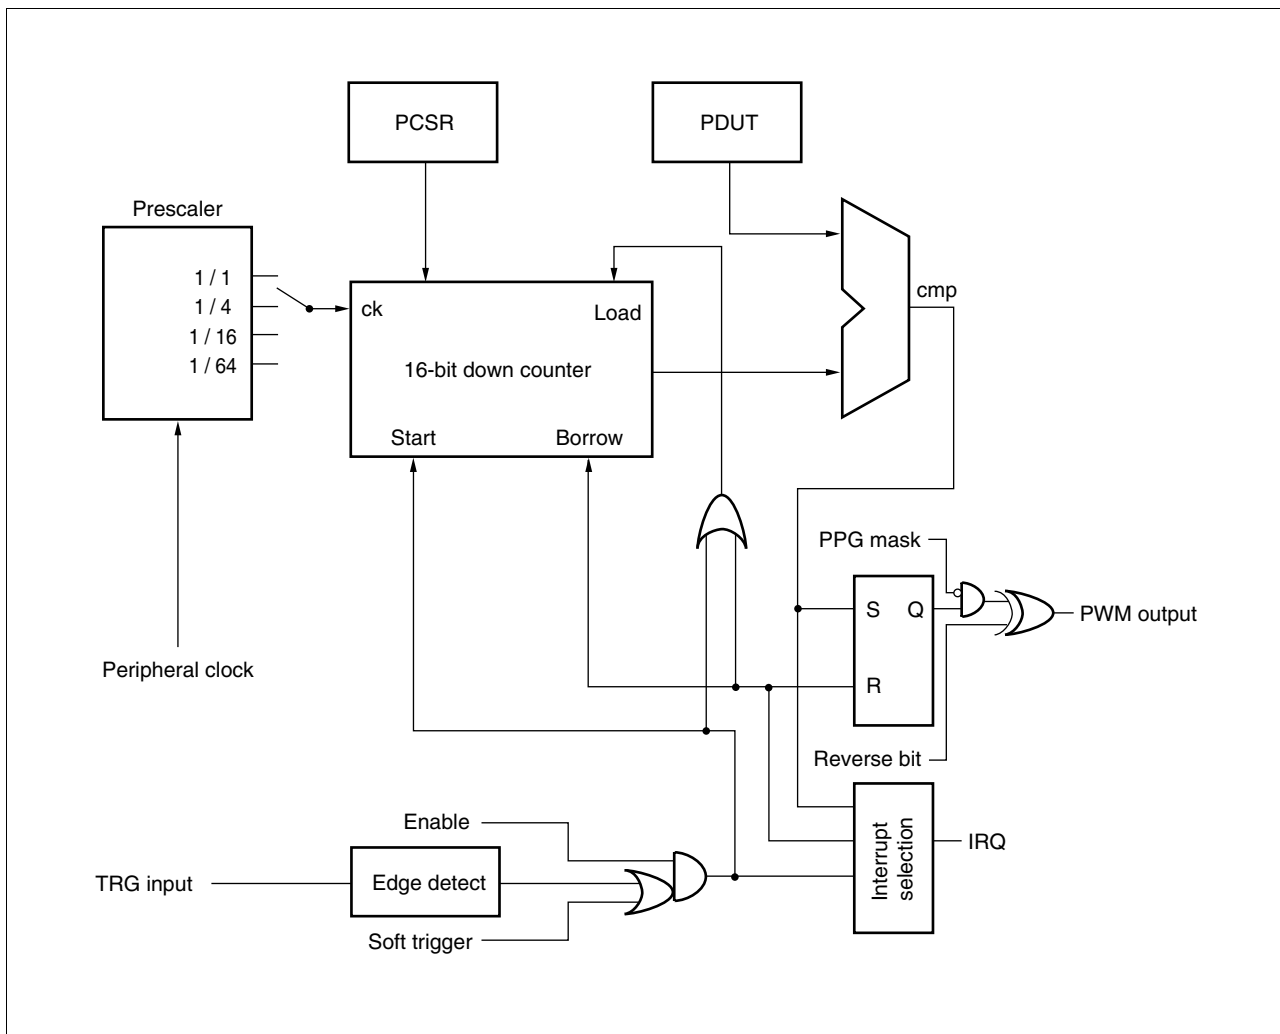 PCSR
PDUT
Prescaler
1 / 1
1 / 4
1 / 16
1 / 64
ck
Load
16-bit down counter
Start
Borrow
cmp
PPG mask
S
Q
R
PWM output
Peripheral clock
Reverse bit
Enable
TRG input
Edge detect
Soft trigger
Interrupt
selection
IRQ